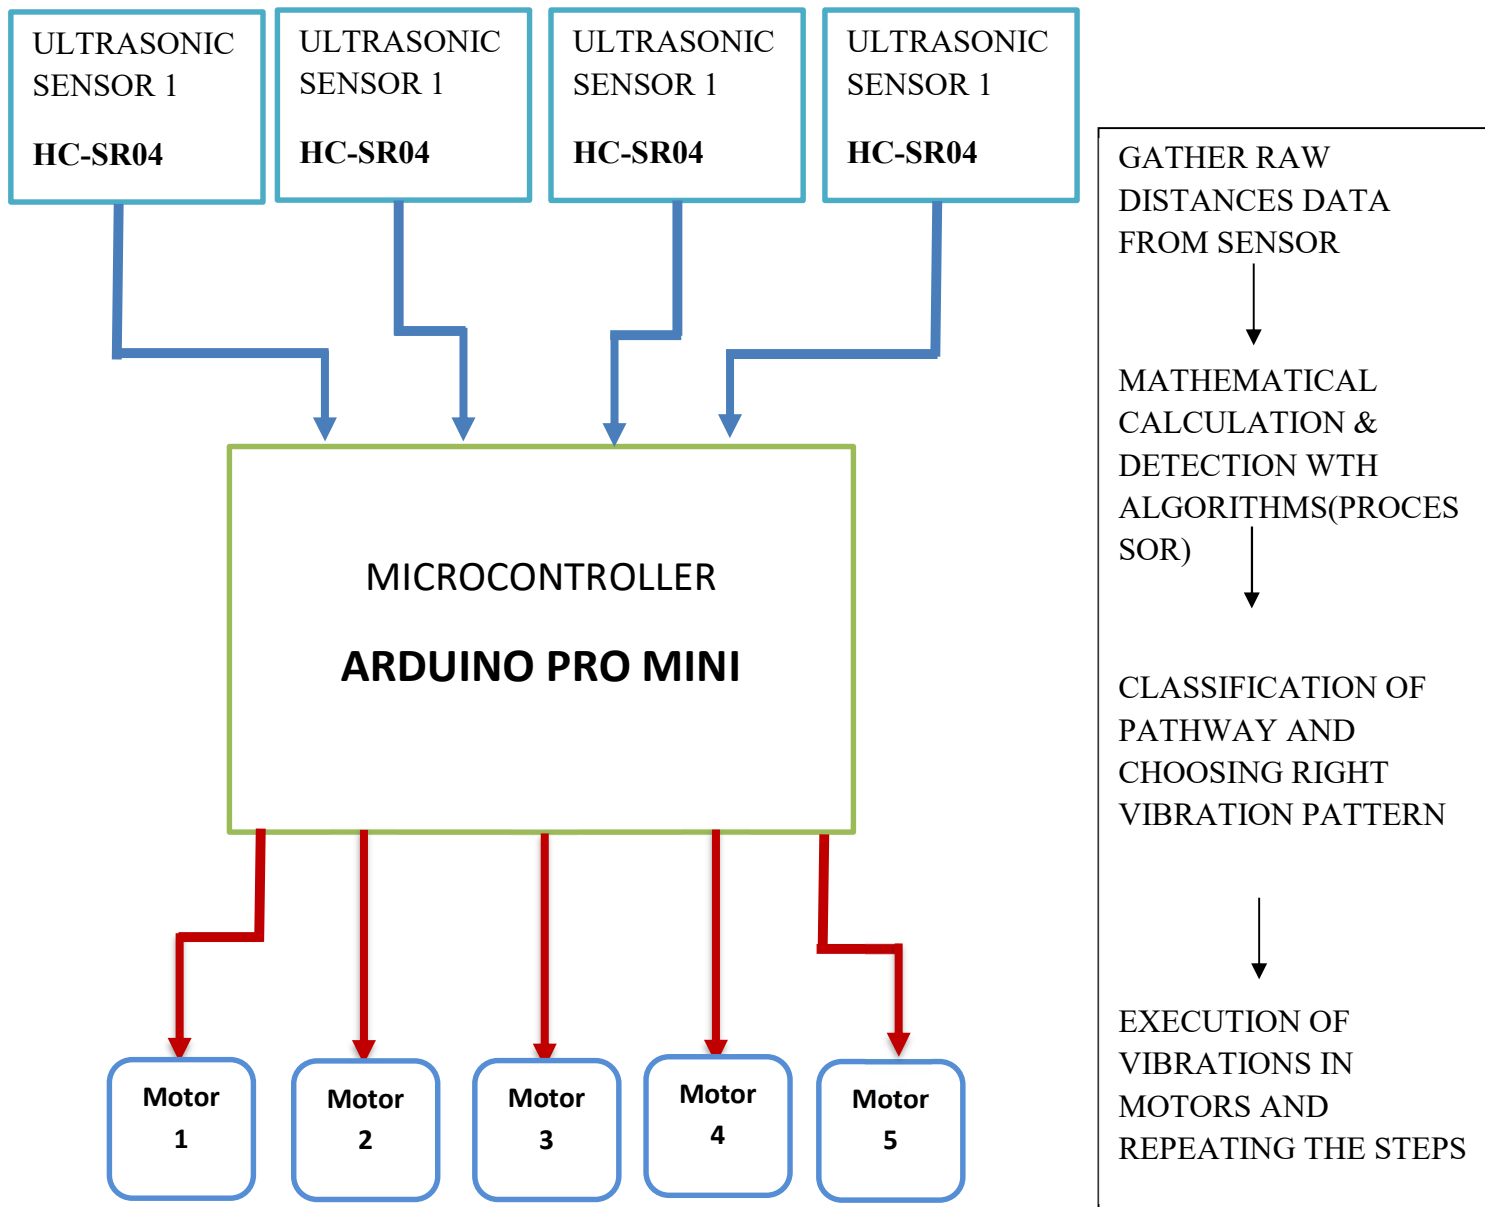 ULTRASONIC
SENSOR 1
HC-SR04
ULTRASONIC
SENSOR 1
HC-SR04
ULTRASONIC
SENSOR 1
HC-SR04
ULTRASONIC
SENSOR 1
HC-SR04
MICROCONTROLLER
ARDUINO PRO MINI
Motor
1
Motor
2
Motor
3
Motor
4
Motor
5
GATHER RAW
DISTANCES DATA
FROM SENSOR
MATHEMATICAL
CALCULATION &
DETECTION WTH
ALGORITHMS(PROCES
SOR)
CLASSIFICATION OF
PATHWAY AND
CHOOSING RIGHT
VIBRATION PATTERN
EXECUTION OF
VIBRATIONS IN
MOTORS AND
REPEATING THE STEPS